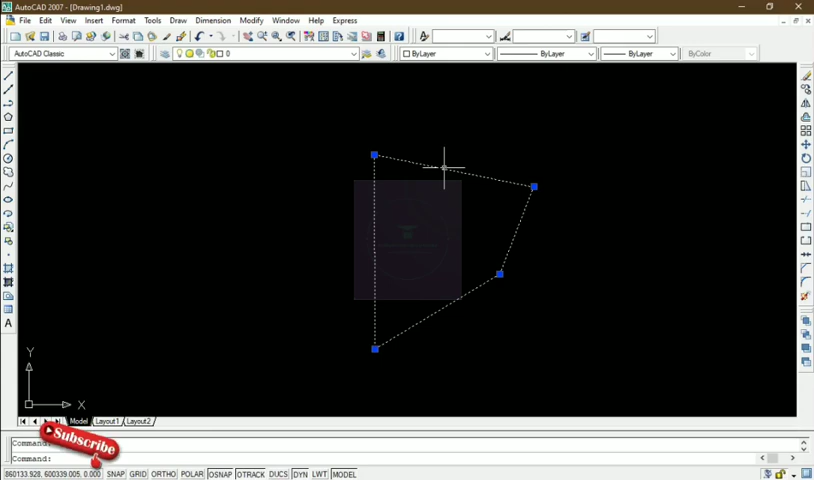 AutoCAD 2007 - [Drawing1.dwg]
File Edit View Insert Format Tools Draw Dimension Modify Window Help Express
AutoCAD Classic
0
ByLayer
ByLayer
ByLayer
ByColor
A
Y
X
Model Layout1 Layout2
Subscribe
Command:
Command:
860133.928, 600339.005, 0.000 SNAP GRID ORTHO POLAR OSNAP OTRACK DUCS DYN LWT MODEL